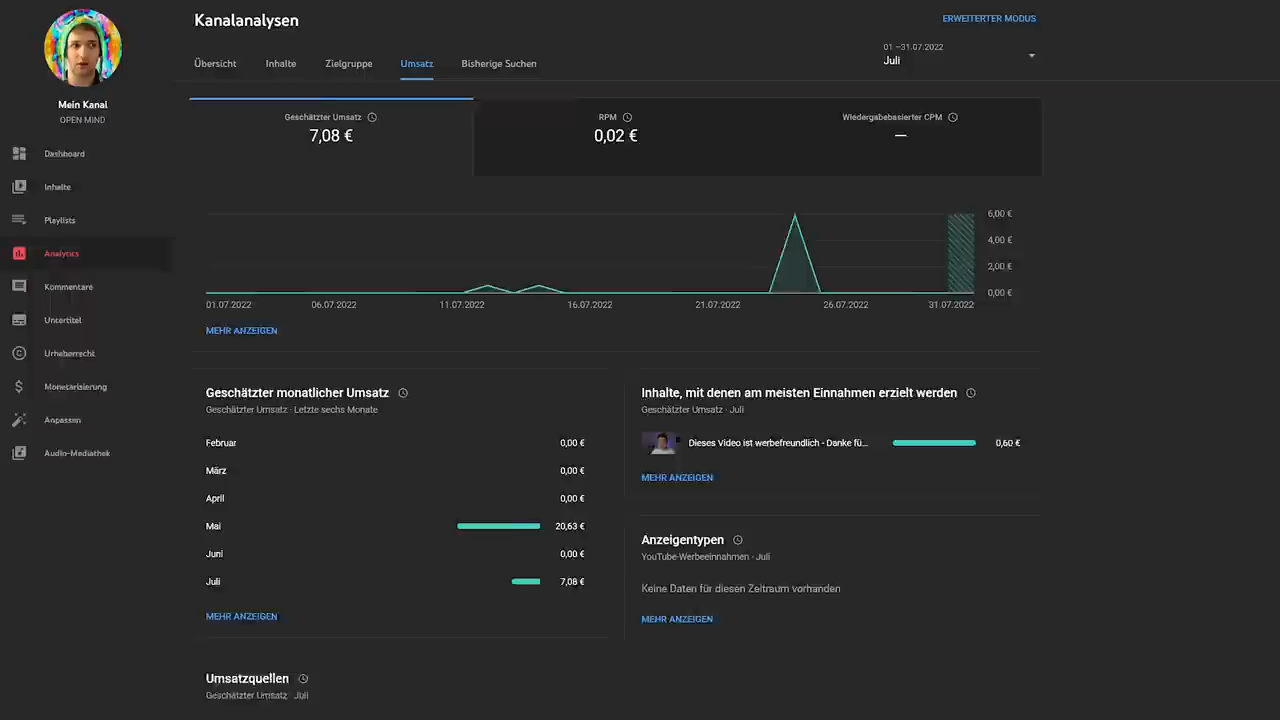 Kanalanalysen
ERWEITERTER MODUS
Übersicht
Inhalte
Zielgruppe
Umsatz
Bisherige Suchen
01 –31.07.2022
Juli
Mein Kanal
OPEN MIND
Dashboard
Inhalte
Playlists
Analytics
Kommentare
Untertitel
Urheberrecht
Monetarisierung
Anpassen
Audio-Mediathek
Geschätzter Umsatz
7,08 €
RPM
0,02 €
Wiedergabebasierter CPM
—
6,00 €
4,00 €
2,00 €
0,00 €
01.07.2022
06.07.2022
11.07.2022
16.07.2022
21.07.2022
26.07.2022
31.07.2022
MEHR ANZEIGEN
Geschätzter monatlicher Umsatz
Geschätzter Umsatz · Letzte sechs Monate
Februar 0,00 €
März 0,00 €
April 0,00 €
Mai 20,63 €
Juni 0,00 €
Juli 7,08 €
MEHR ANZEIGEN
Inhalte, mit denen am meisten Einnahmen erzielt werden
Geschätzter Umsatz · Juli
Dieses Video ist werbefreundlich - Danke fü... 0,60 €
MEHR ANZEIGEN
Anzeigentypen
YouTube-Werbeeinnahmen · Juli
Keine Daten für diesen Zeitraum vorhanden
MEHR ANZEIGEN
Umsatzquellen
Geschätzter Umsatz · Juli